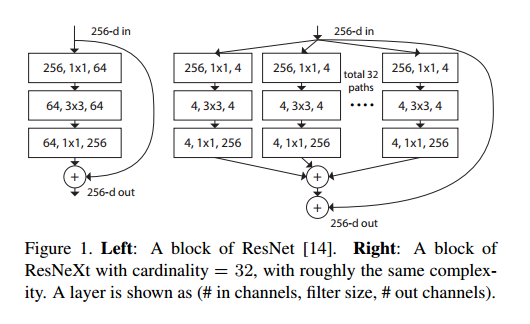 256-d in
256, 1x1, 64
64, 3x3, 64
64, 1x1, 256
+
256-d out
256-d in
256, 1x1, 4
256, 1x1, 4
total 32
paths
256, 1x1, 4
4, 3x3, 4
4, 3x3, 4
....
4, 3x3, 4
4, 1x1, 256
4, 1x1, 256
4, 1x1, 256
+
+
256-d out
Figure 1. Left: A block of ResNet [14]. Right: A block of
ResNeXt with cardinality = 32, with roughly the same complex-
ity. A layer is shown as (# in channels, filter size, # out channels).